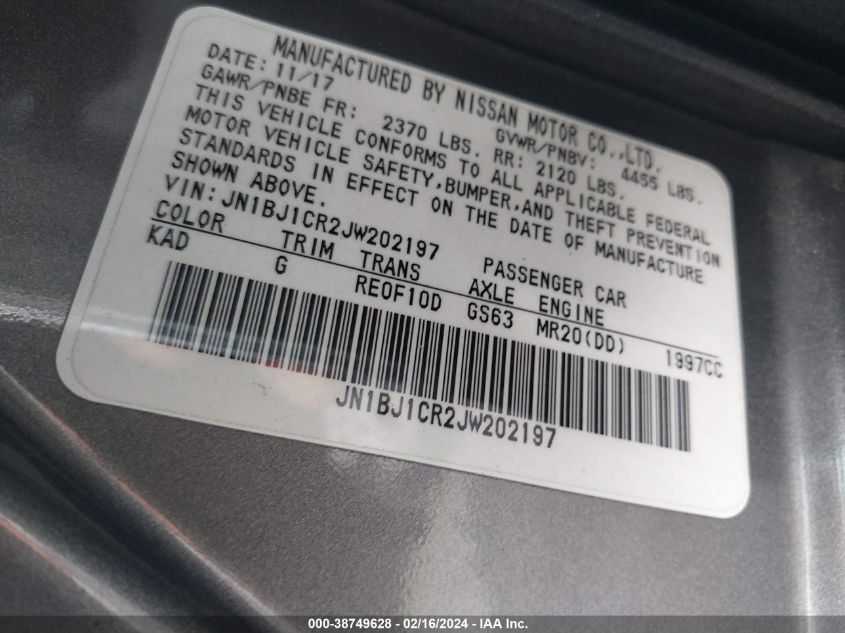 MANUFACTURED BY NISSAN MOTOR CO.,LTD.
DATE: 11/17
GVWR/PNBV: 4455 LBS.
GAWR/PNBE FR: 2370 LBS. RR: 2120 LBS.
THIS VEHICLE CONFORMS TO ALL APPLICABLE FEDERAL
MOTOR VEHICLE SAFETY,BUMPER,AND THEFT PREVENTION
STANDARDS IN EFFECT ON THE DATE OF MANUFACTURE
SHOWN ABOVE.
VIN: JN1BJ1CR2JW202197 PASSENGER CAR
COLOR TRIM TRANS AXLE ENGINE
KAD G RE0F10D GS63 MR20(DD) 1997CC
JN1BJ1CR2JW202197
000-38749628 - 02/16/2024 - IAA Inc.